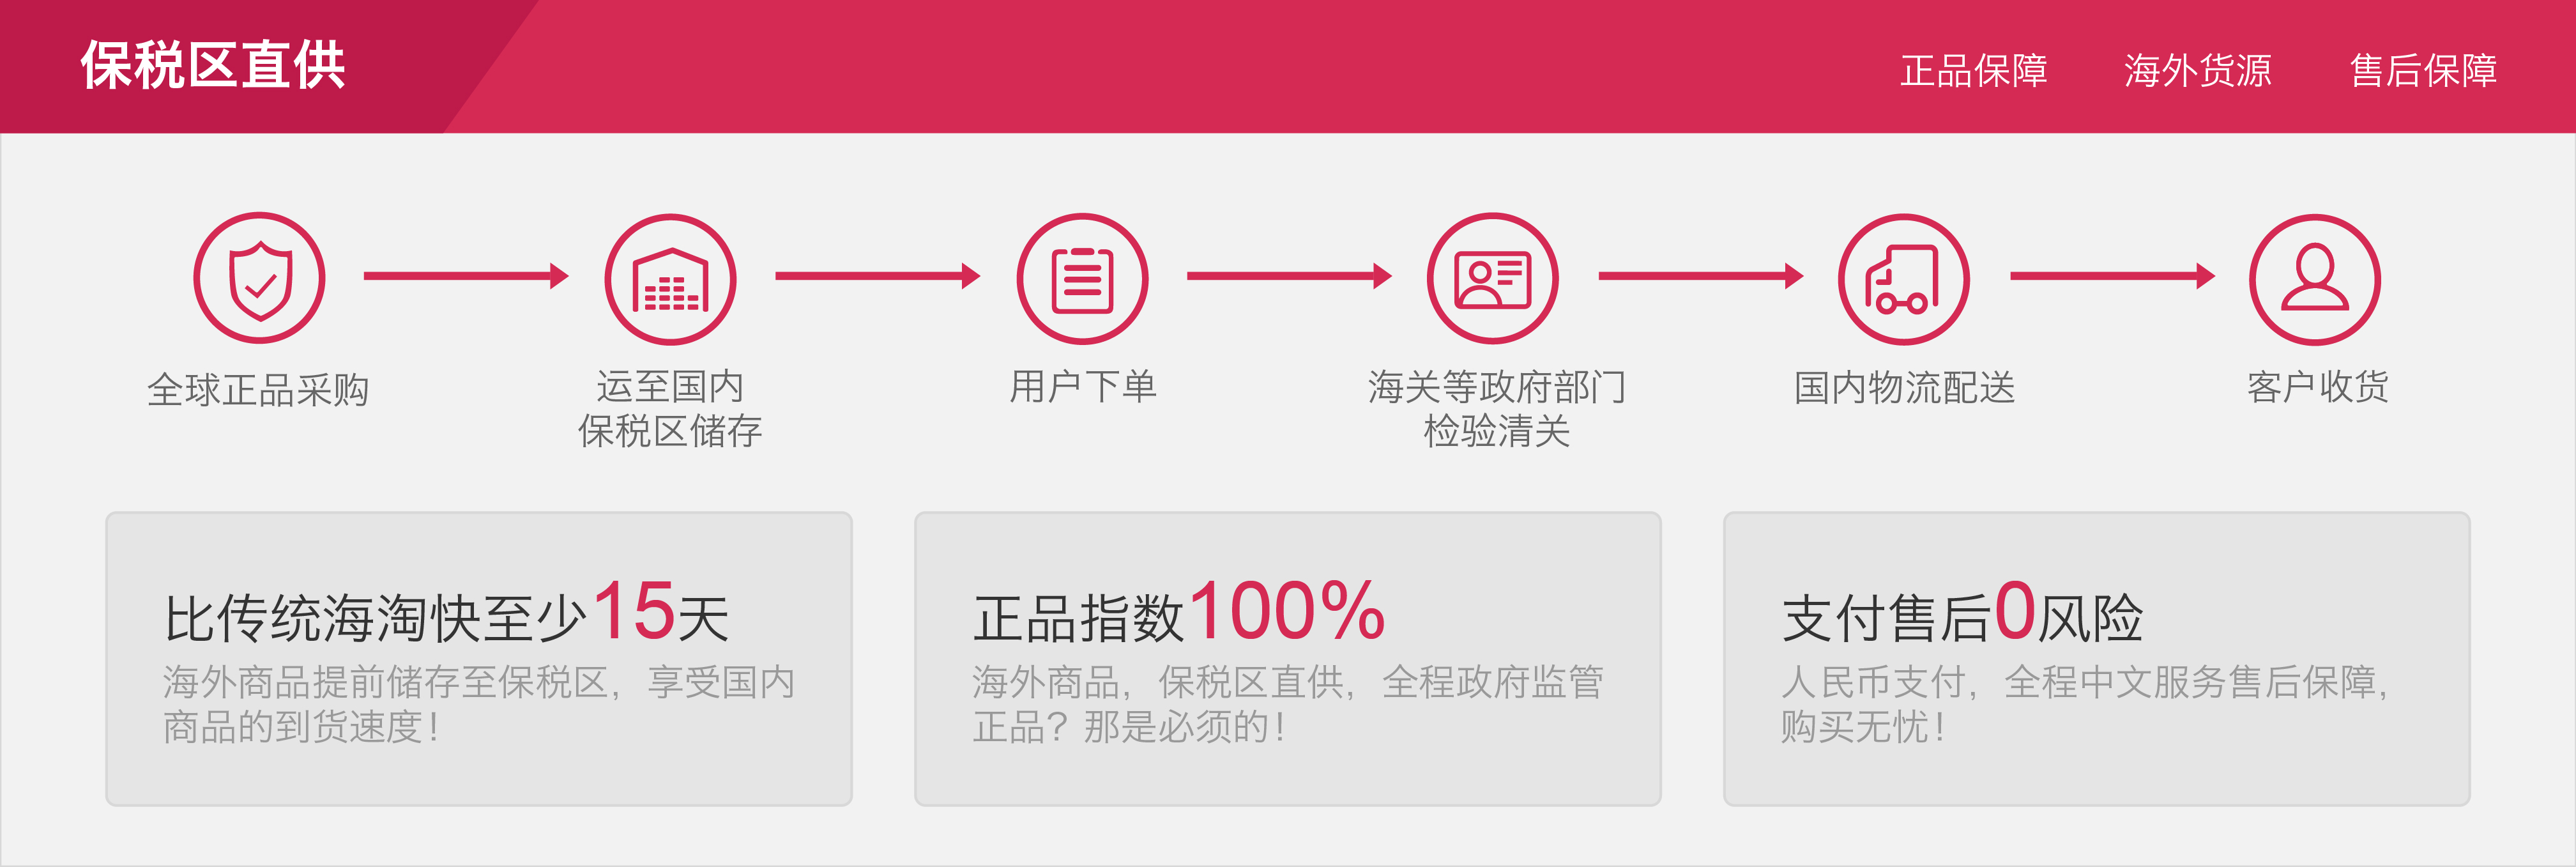 保税区直供
正品保障 海外货源 售后保障
全球正品采购
运至国内
保税区储存
用户下单
海关等政府部门
检验清关
国内物流配送
客户收货
比传统海淘快至少15天
海外商品提前储存至保税区，享受国内
商品的到货速度！
正品指数100%
海外商品，保税区直供，全程政府监管
正品？那是必须的！
支付售后0风险
人民币支付，全程中文服务售后保障，
购买无忧！